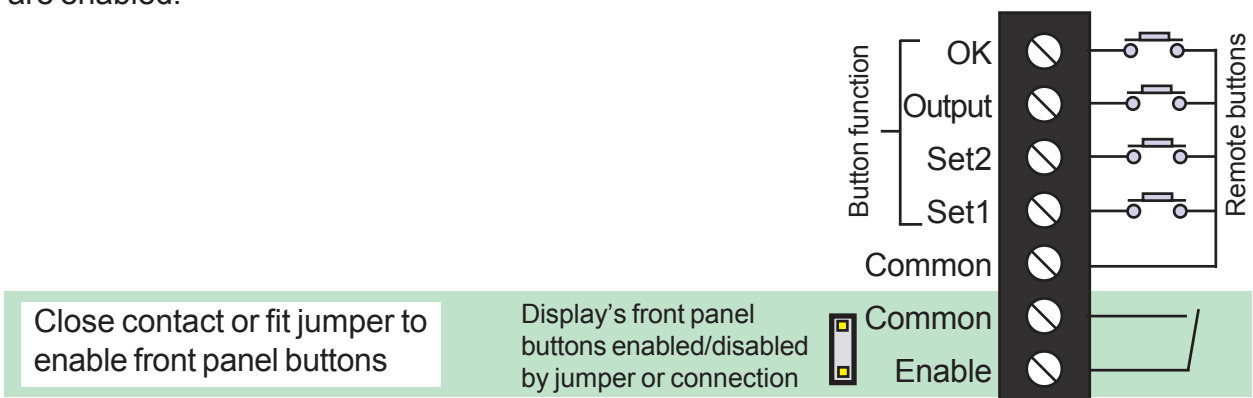 are enabled.
Button function
OK
Output
Set2
Set1
Common
Remote buttons
Close contact or fit jumper to
enable front panel buttons
Display's front panel
buttons enabled/disabled
by jumper or connection
Common
Enable